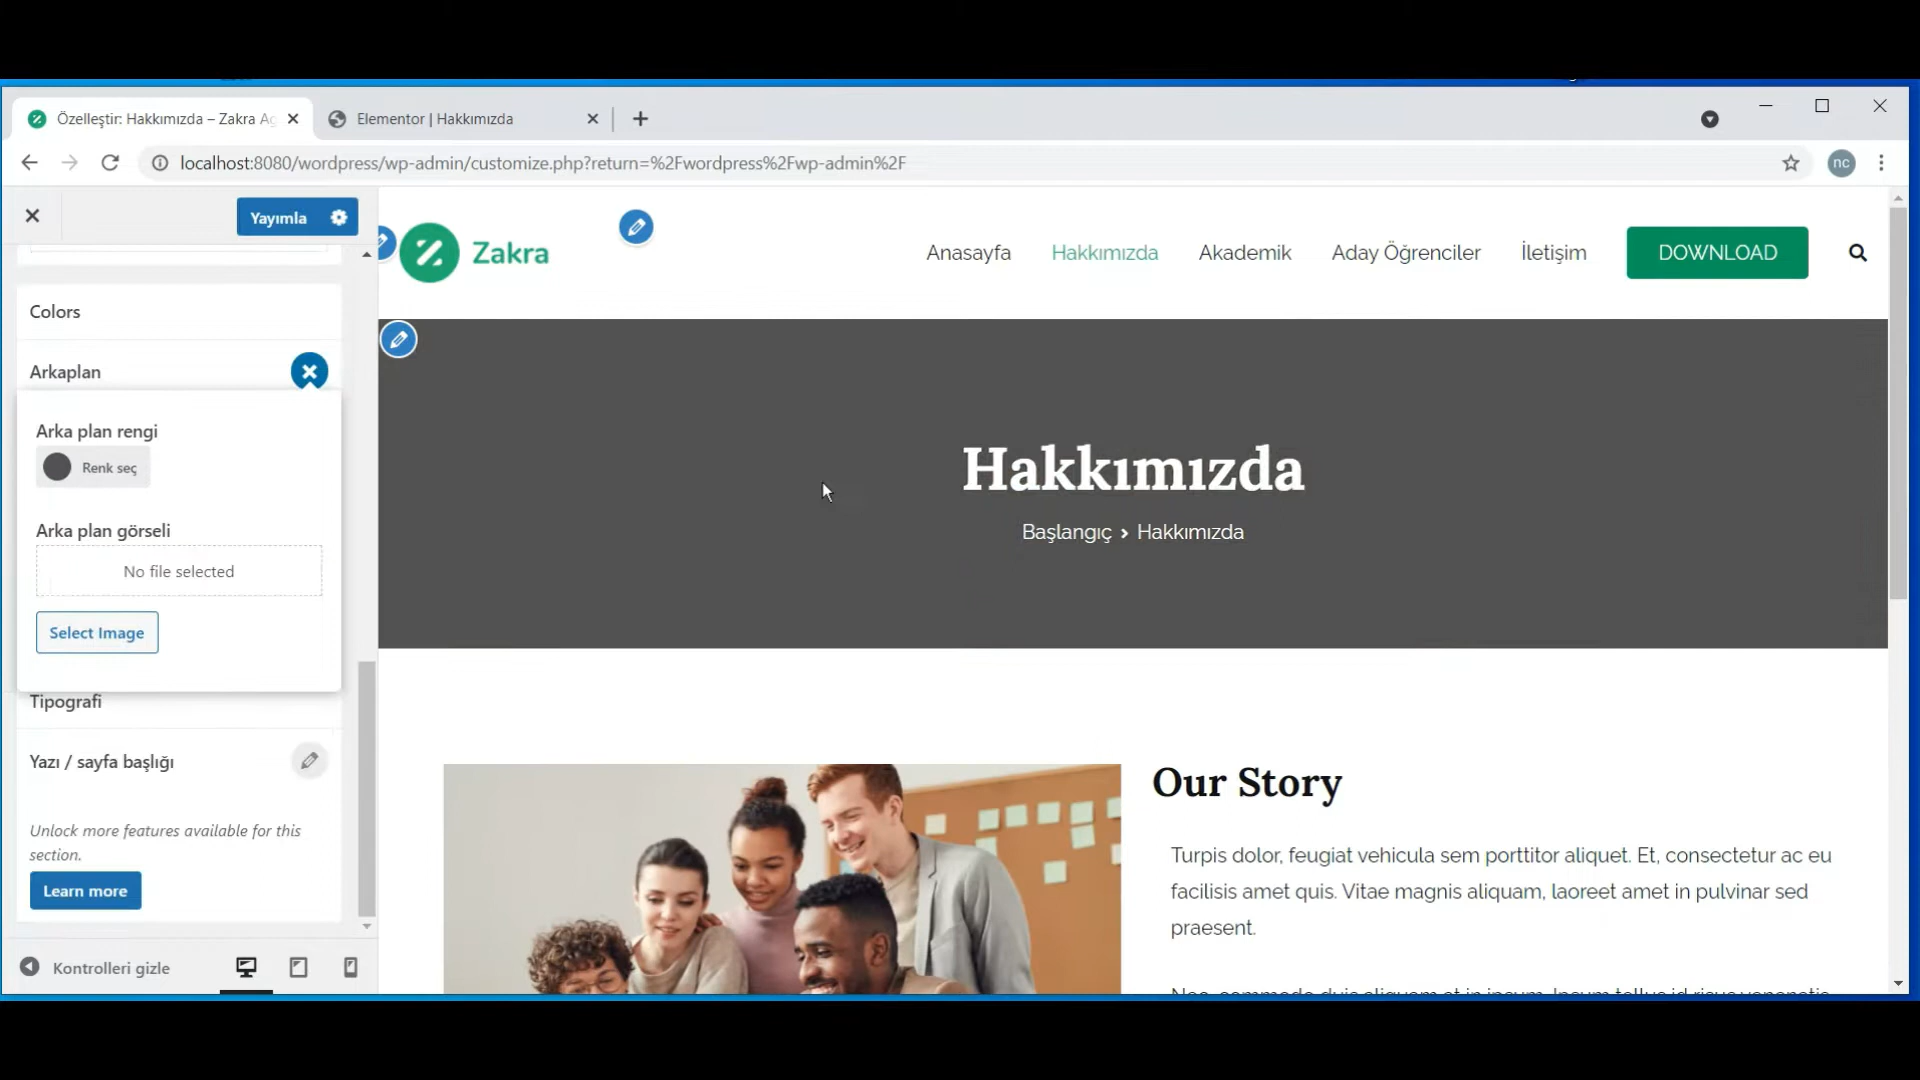 Özelleştir: Hakkımızda – Zakra Ag
Elementor | Hakkımızda
localhost:8080/wordpress/wp-admin/customize.php?return=%2Fwordpress%2Fwp-admin%2F
nc
Yayımla
Zakra
Anasayfa
Hakkımızda
Akademik
Aday Öğrenciler
İletişim
DOWNLOAD
Colors
Arkaplan
Arka plan rengi
Renk seç
Arka plan görseli
No file selected
Select Image
Tipografi
Yazı / sayfa başlığı
Unlock more features available for this
section.
Learn more
Kontrolleri gizle
Hakkımızda
Başlangıç › Hakkımızda
Our Story
Turpis dolor, feugiat vehicula sem porttitor aliquet. Et, consectetur ac eu
facilisis amet quis. Vitae magnis aliquam, laoreet amet in pulvinar sed
praesent.